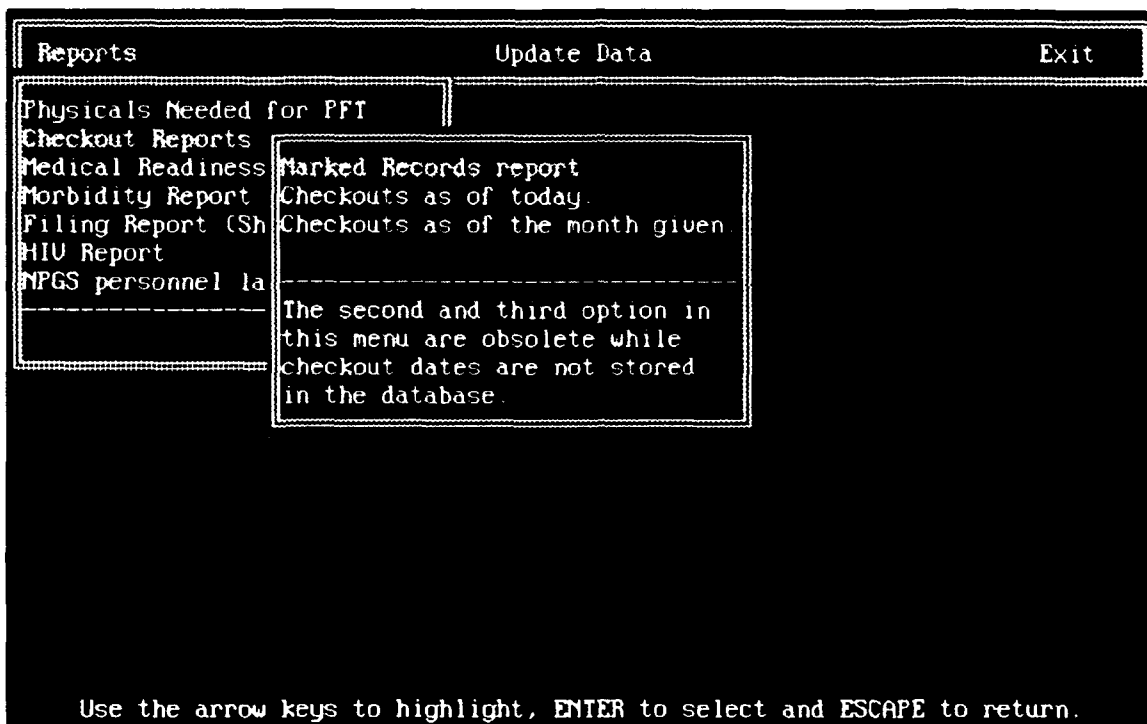 Reports Update Data Exit
Physicals Needed for PFT
Checkout Reports
Medical Readiness
Morbidity Report
Filing Report (Sh
HIV Report
NPGS personnel la
Marked Records report
Checkouts as of today.
Checkouts as of the month given.
The second and third option in
this menu are obsolete while
checkout dates are not stored
in the database.
Use the arrow keys to highlight, ENTER to select and ESCAPE to return.